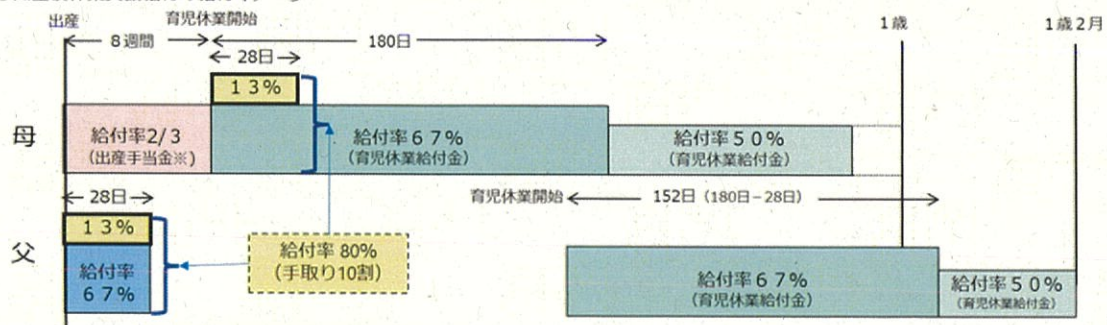 出産
育児休業開始
1歳
1歳2月
8週間
180日
28日
13%
母
給付率2/3
(出産手当金※)
給付率67%
(育児休業給付金)
給付率50%
(育児休業給付金)
28日
育児休業開始
152日(180日-28日)
13%
父
給付率
67%
給付率80%
(手取り10割)
給付率67%
(育児休業給付金)
給付率50%
(育児休業給付金)